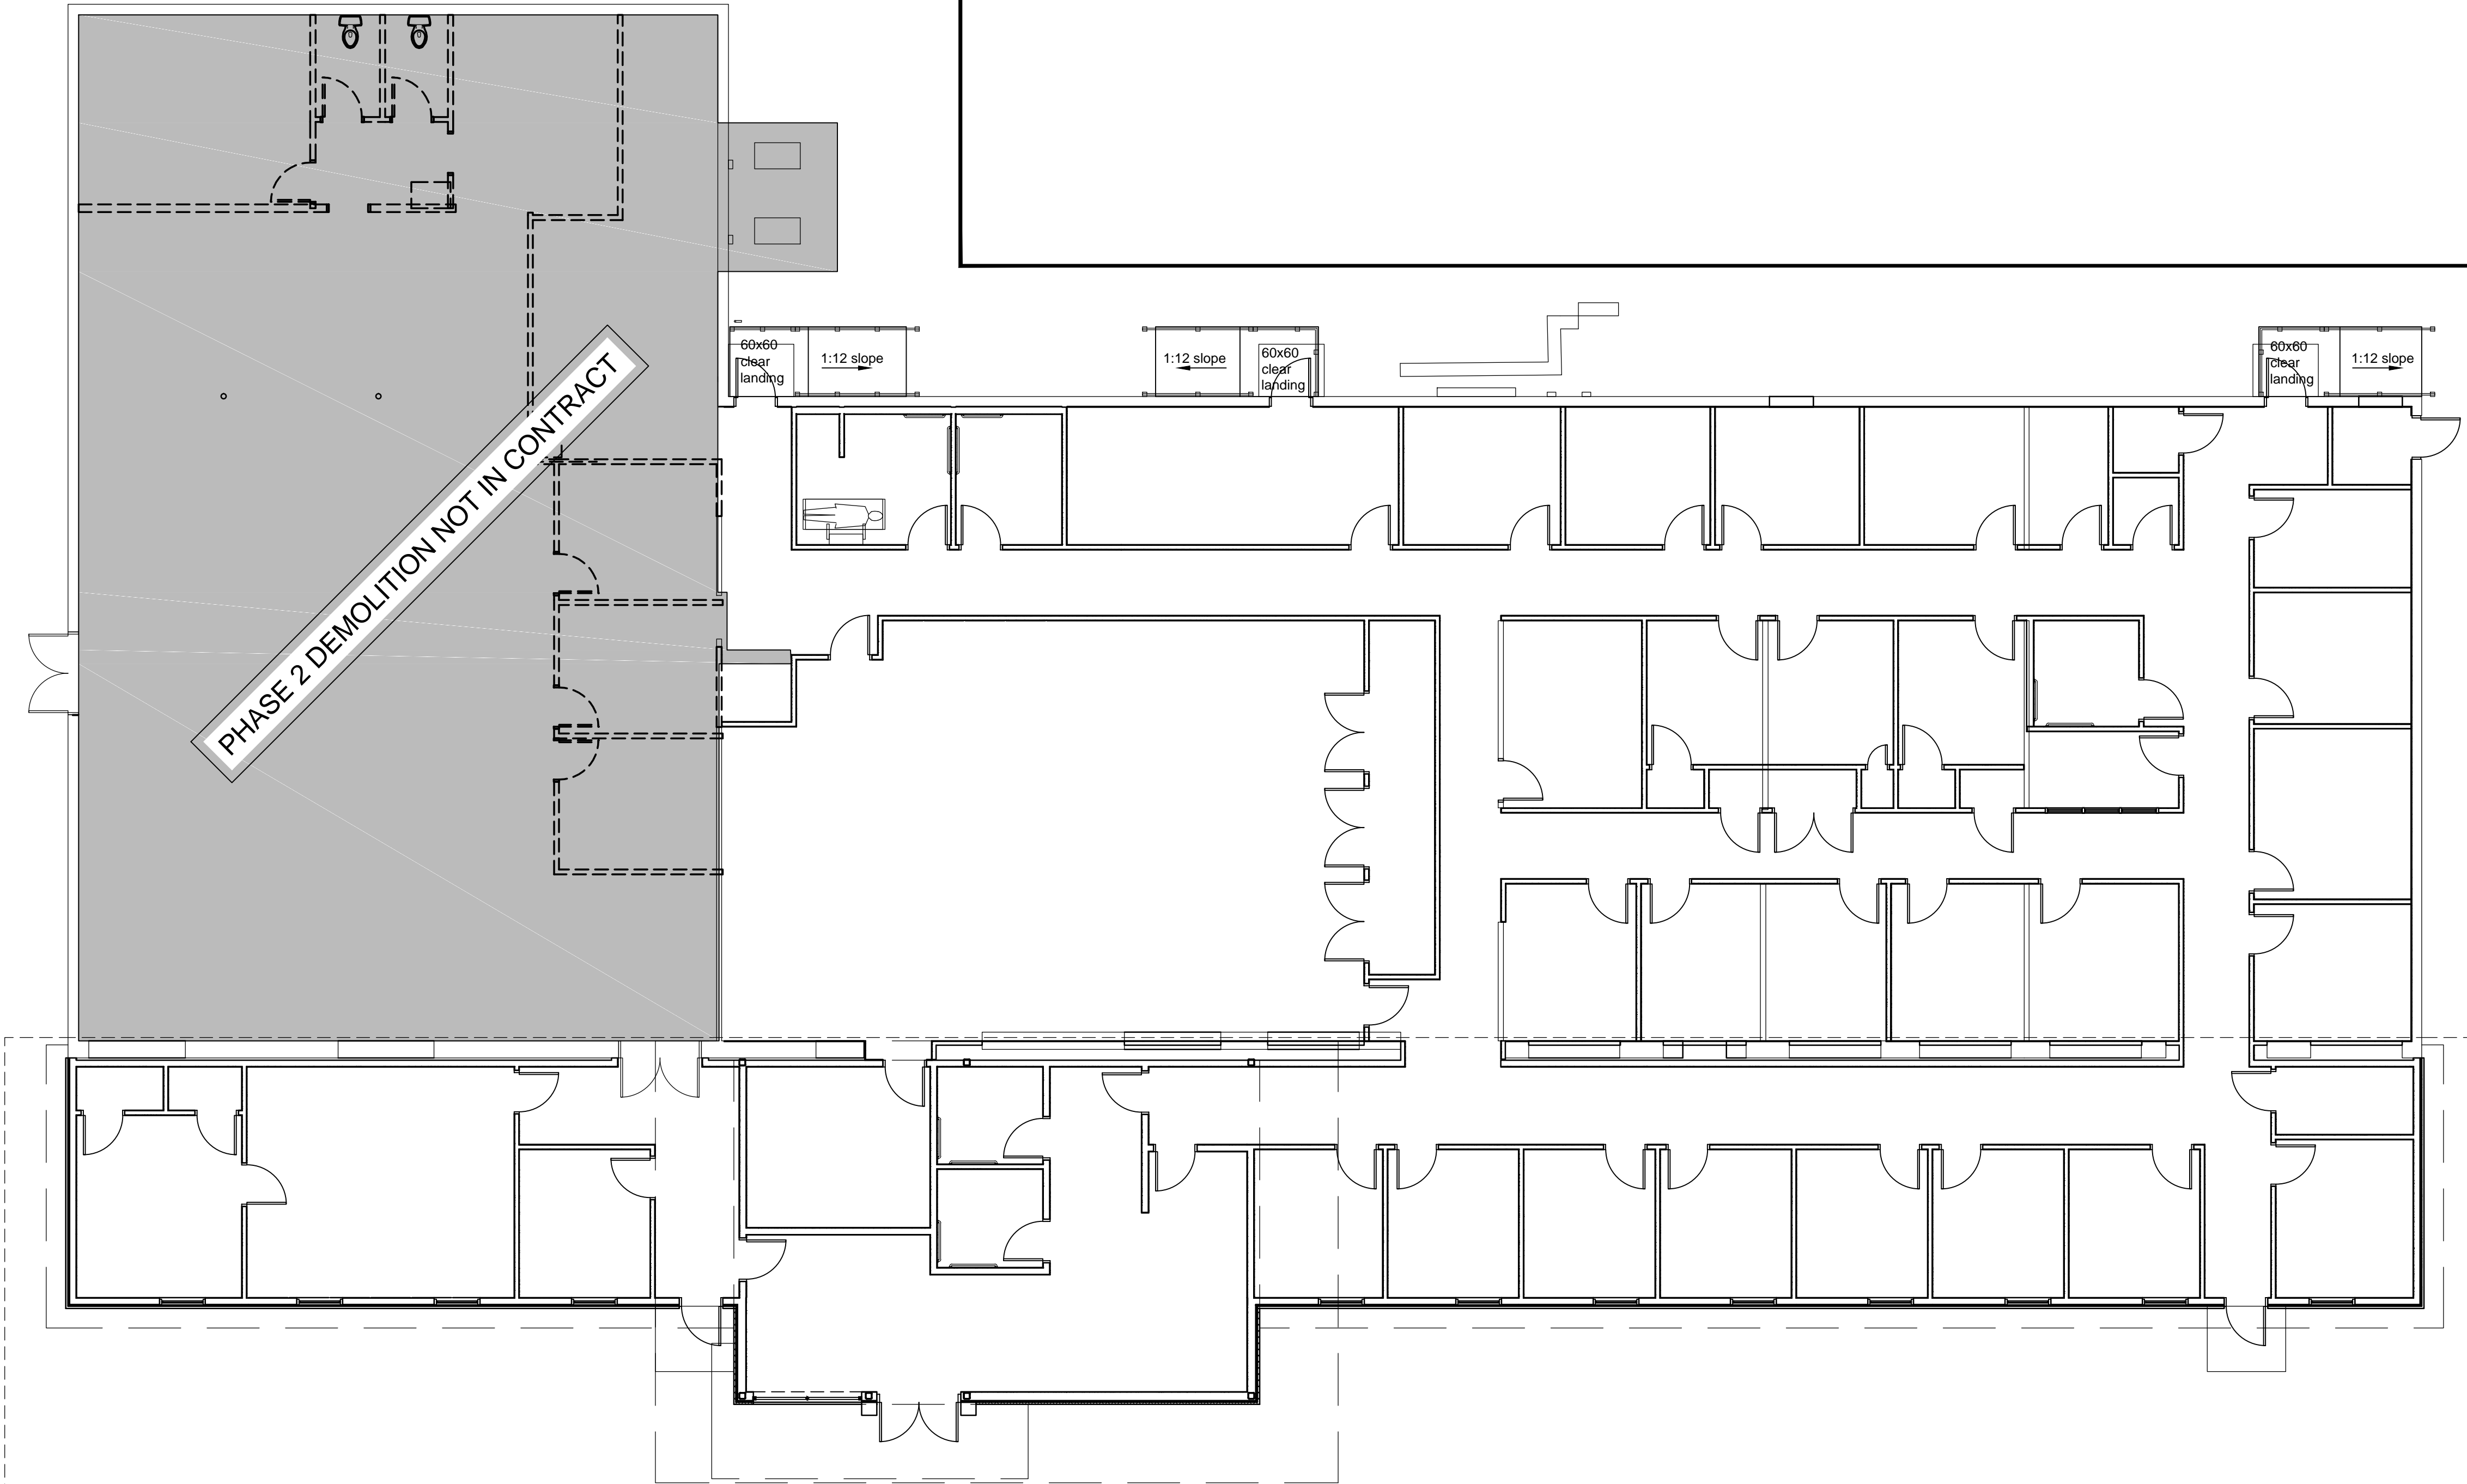 60x60
clear
landing
1:12 slope
1:12 slope
60x60
clear
landing
60x60
clear
landing
1:12 slope
PHASE 2 DEMOLITION NOT IN CONTRACT